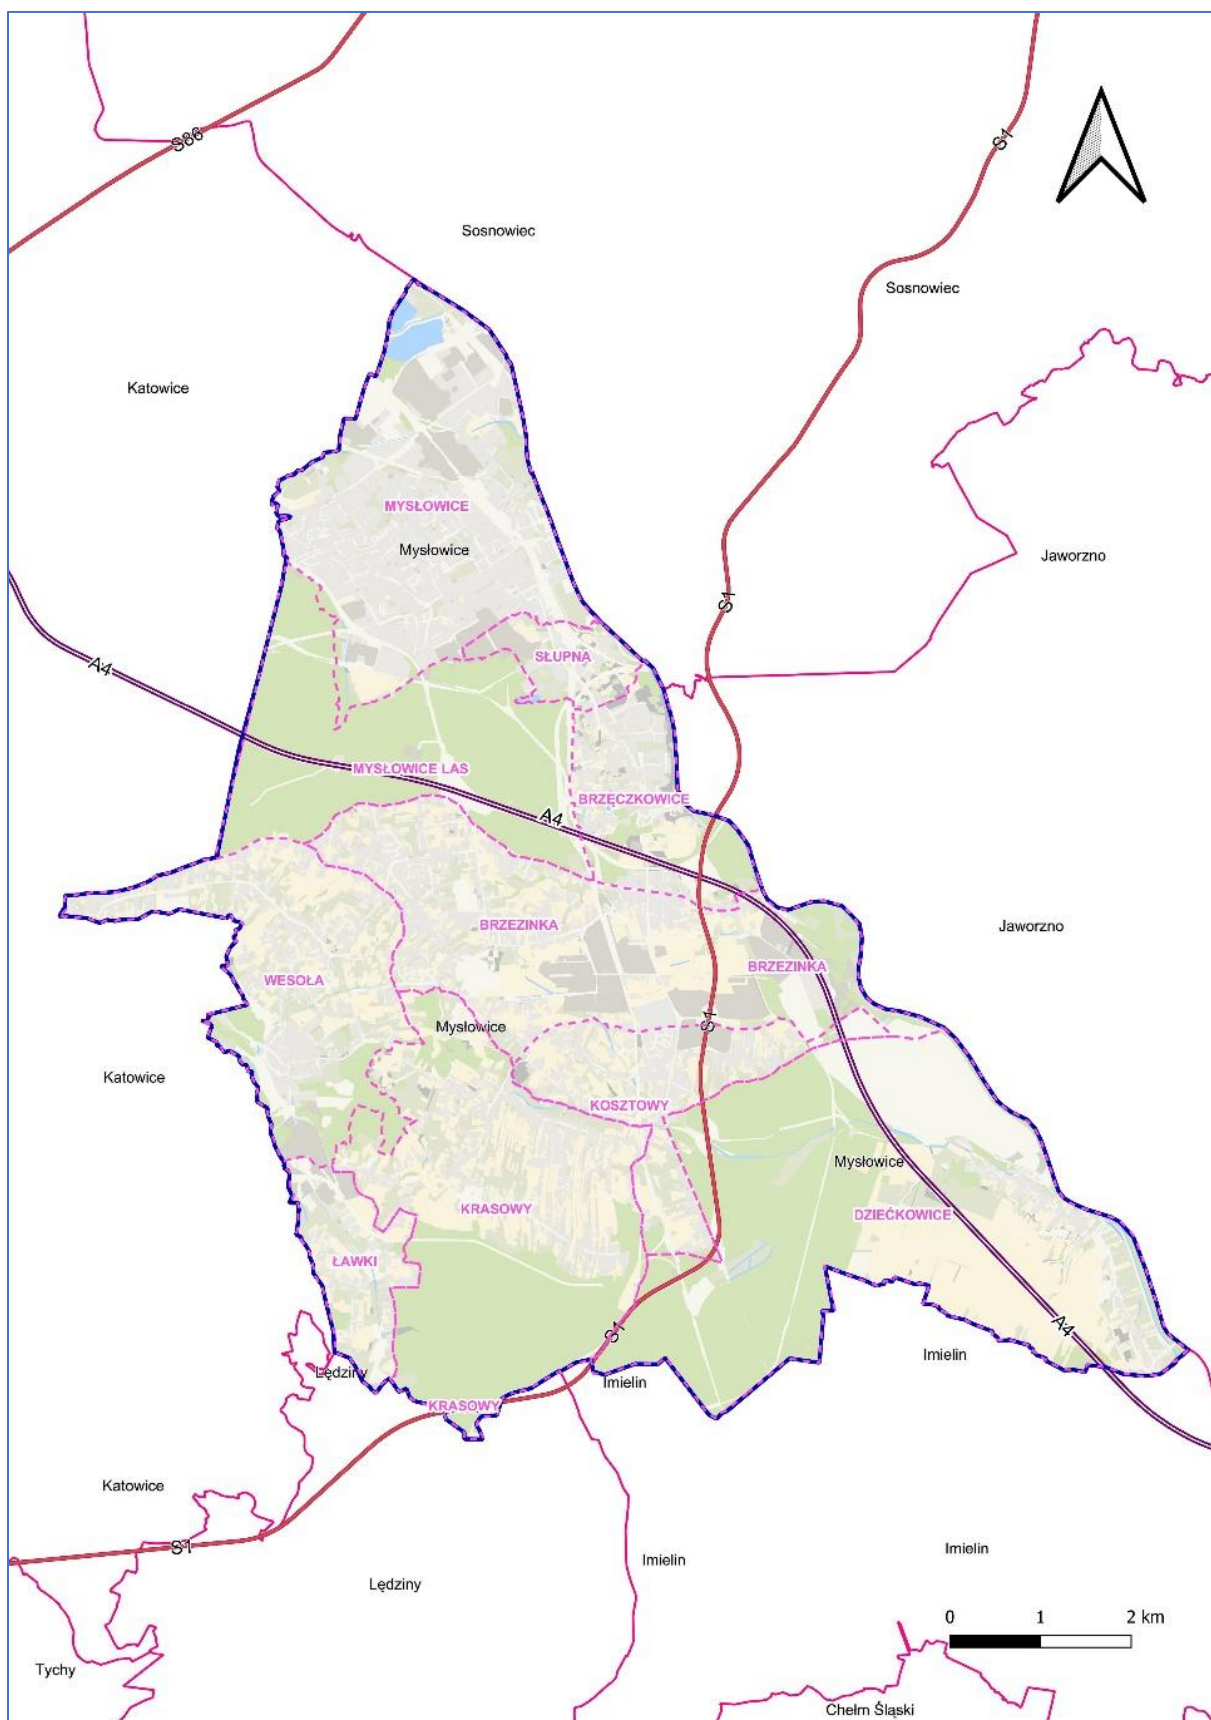 S86
S1
Sosnowiec
Sosnowiec
Katowice
MYSŁOWICE
Mysłowice
Jaworzno
S1
SŁUPNA
A4
MYSŁOWICE LAS
BRZĘCZKOWICE
A4
BRZEZINKA
Jaworzno
BRZEZINKA
WESOŁA
S1
Mysłowice
Katowice
KOSZTOWY
Mysłowice
KRASOWY
DZIEĆKOWICE
ŁAWKI
S1
A4
Imielin
Lędziny
Imielin
KRASOWY
Katowice
S1
Imielin
Imielin
Lędziny
0 1 2 km
Tychy
Chełm Śląski